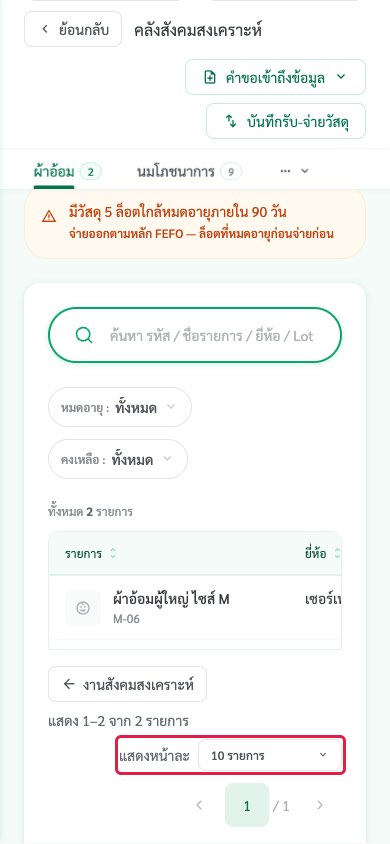 ย้อนกลับ
คลังสังคมสงเคราะห์
คำขอเข้าถึงข้อมูล
บันทึกรับ-จ่ายวัสดุ
ผ้าอ้อม 2
นมโภชนาการ 9
...
มีวัสดุ 5 ล็อตใกล้หมดอายุภายใน 90 วัน
จ่ายออกตามหลัก FEFO — ล็อตที่หมดอายุก่อนจ่ายก่อน
ค้นหา รหัส / ชื่อรายการ / ยี่ห้อ / Lot
หมดอายุ : ทั้งหมด
คงเหลือ : ทั้งหมด
ทั้งหมด 2 รายการ
รายการ
ยี่ห้อ
ผ้าอ้อมผู้ใหญ่ ไซส์ M
M-06
งานสังคมสงเคราะห์
แสดง 1–2 จาก 2 รายการ
แสดงหน้าละ 10 รายการ
1 / 1